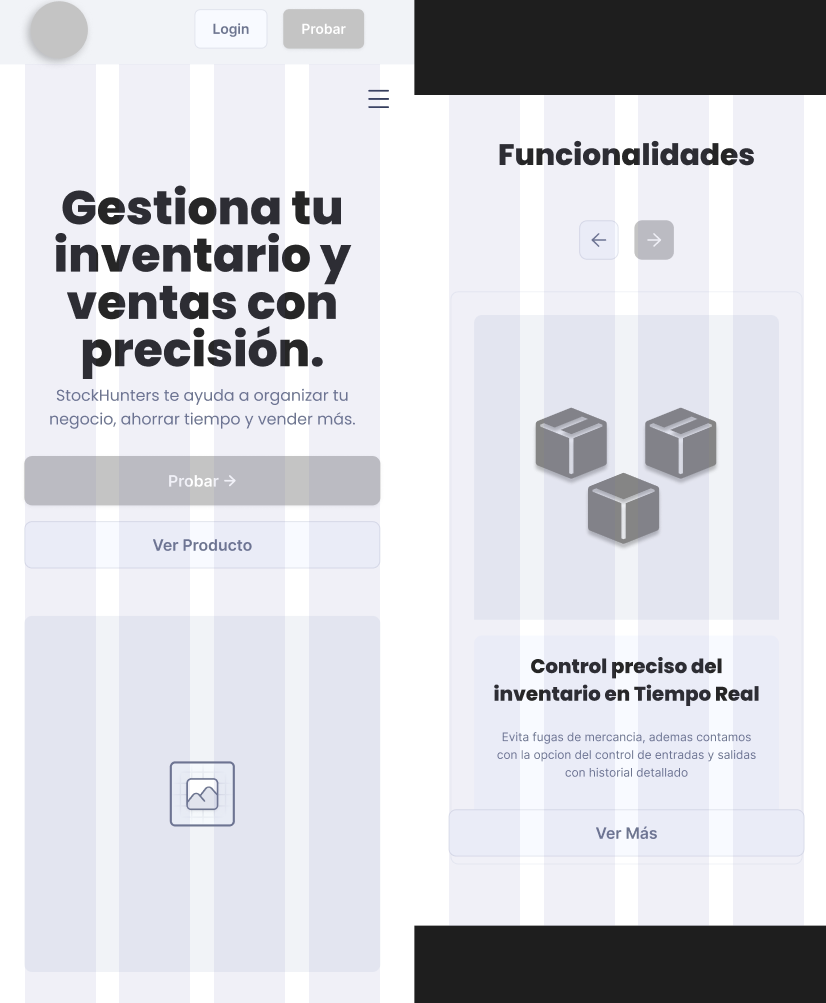 Login
Probar
Gestiona tu
inventario y
ventas con
precisión.
StockHunters te ayuda a organizar tu
negocio, ahorrar tiempo y vender más.
Probar →
Ver Producto
Funcionalidades
Control preciso del
inventario en Tiempo Real
Evita fugas de mercancia, ademas contamos
con la opcion del control de entradas y salidas
con historial detallado
Ver Más